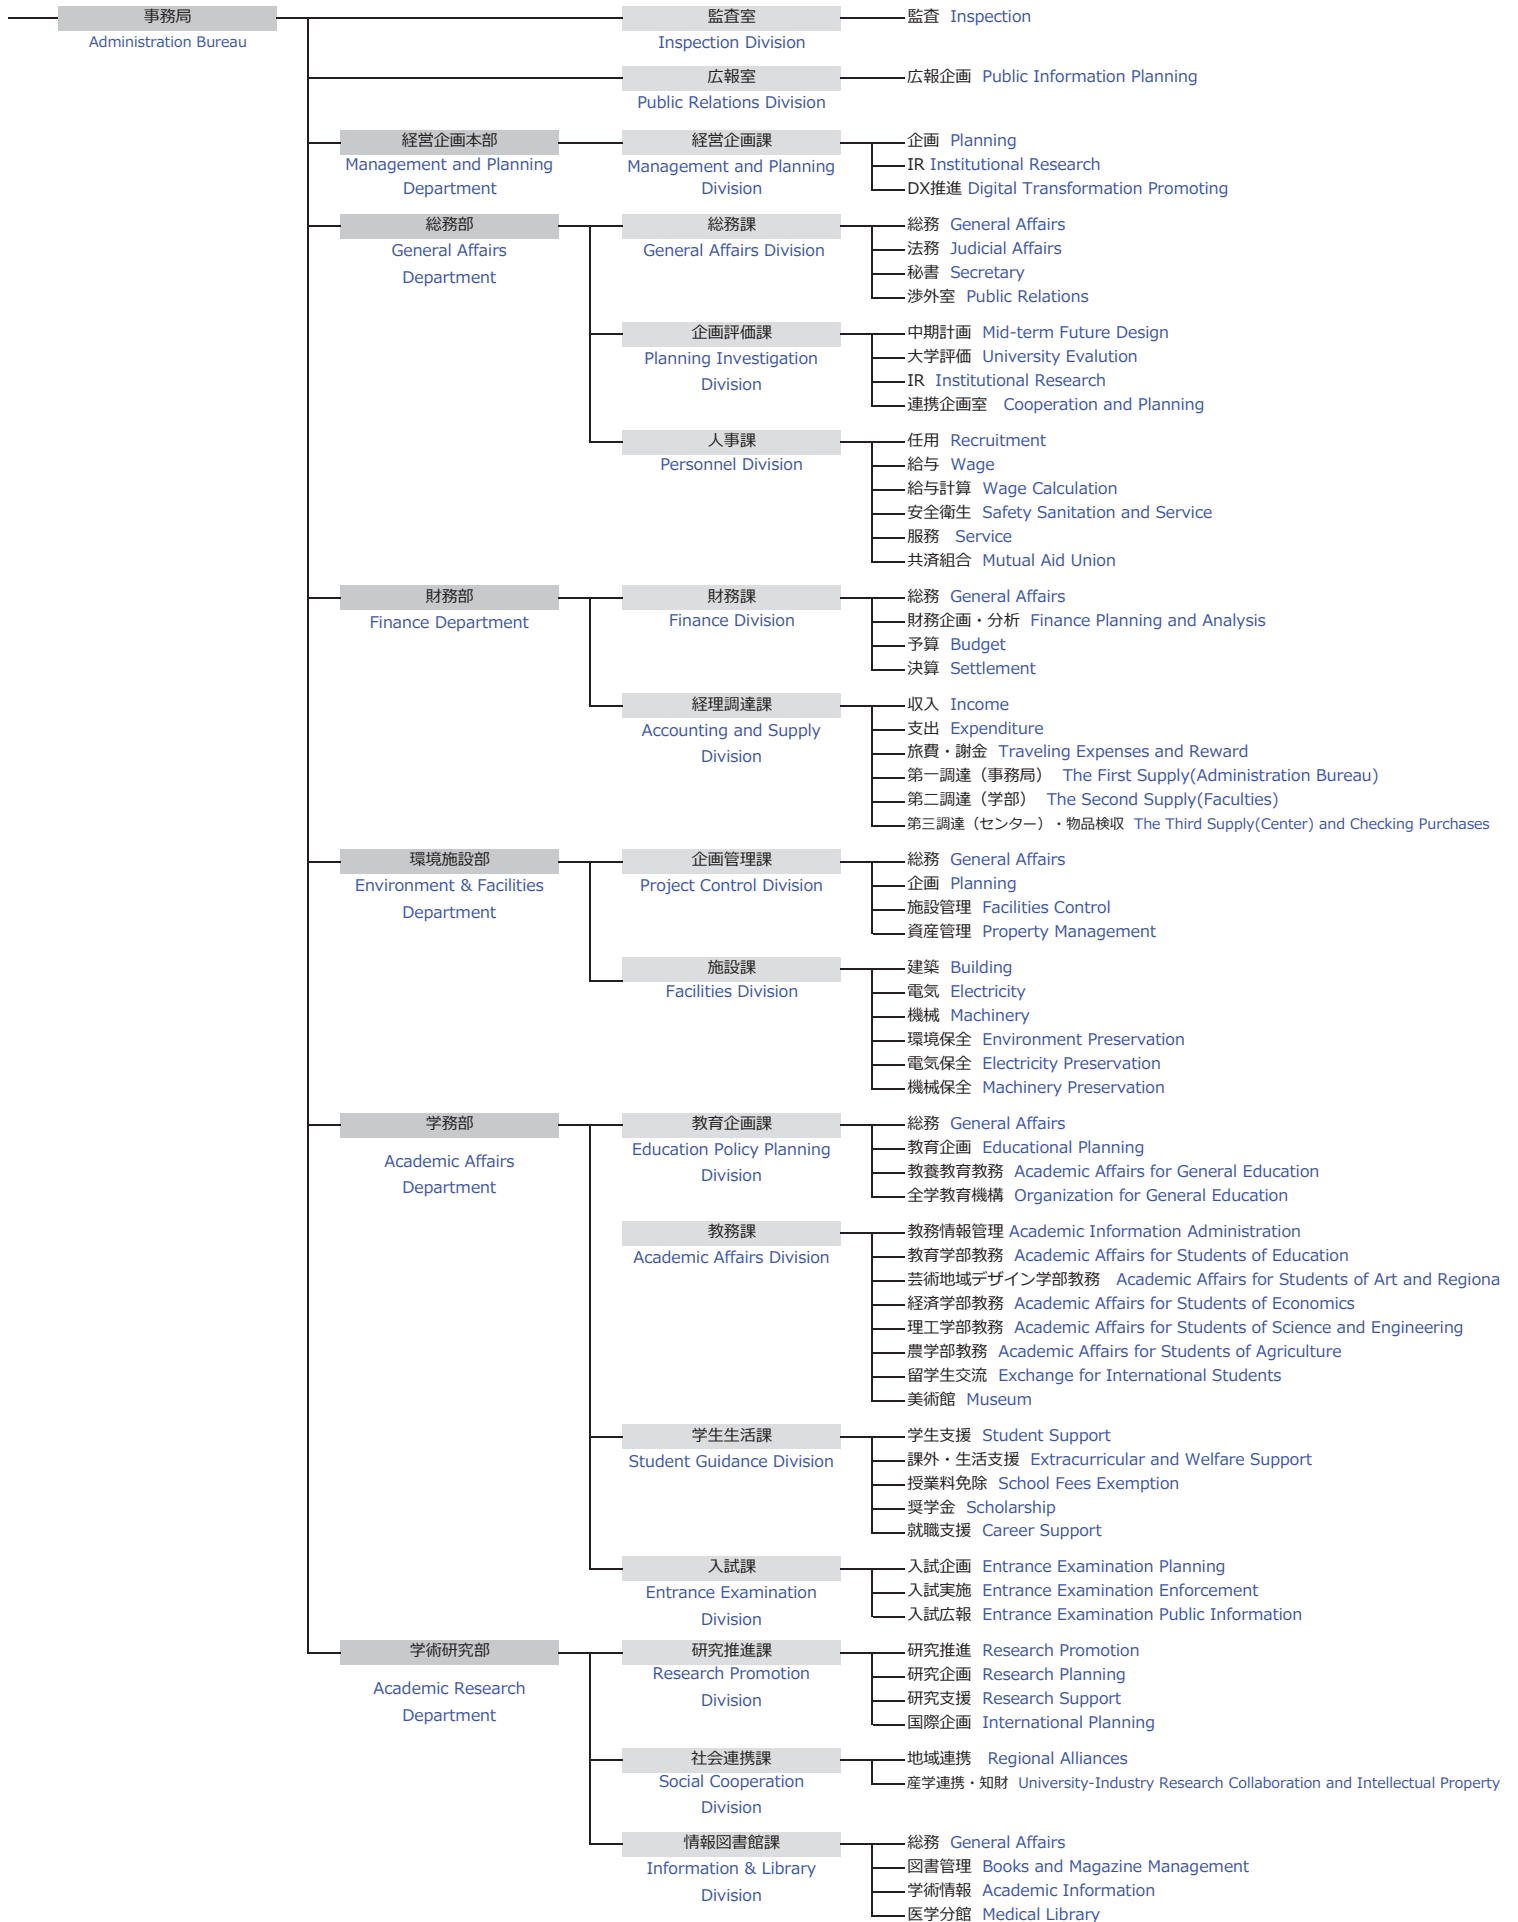 事務局
Administration Bureau
監査室
Inspection Division
監査 Inspection
広報室
Public Relations Division
広報企画 Public Information Planning
経営企画本部
Management and Planning
Department
経営企画課
Management and Planning
Division
企画 Planning
IR Institutional Research
DX推進 Digital Transformation Promoting
総務部
General Affairs
Department
総務課
General Affairs Division
総務 General Affairs
法務 Judicial Affairs
秘書 Secretary
渉外室 Public Relations
企画評価課
Planning Investigation
Division
中期計画 Mid-term Future Design
大学評価 University Evalution
IR Institutional Research
連携企画室 Cooperation and Planning
人事課
Personnel Division
任用 Recruitment
給与 Wage
給与計算 Wage Calculation
安全衛生 Safety Sanitation and Service
服務 Service
共済組合 Mutual Aid Union
財務部
Finance Department
財務課
Finance Division
総務 General Affairs
財務企画・分析 Finance Planning and Analysis
予算 Budget
決算 Settlement
経理調達課
Accounting and Supply
Division
収入 Income
支出 Expenditure
旅費・謝金 Traveling Expenses and Reward
第一調達（事務局） The First Supply(Administration Bureau)
第二調達（学部） The Second Supply(Faculties)
第三調達（センター）・物品検収 The Third Supply(Center) and Checking Purchases
環境施設部
Environment & Facilities
Department
企画管理課
Project Control Division
総務 General Affairs
企画 Planning
施設管理 Facilities Control
資産管理 Property Management
施設課
Facilities Division
建築 Building
電気 Electricity
機械 Machinery
環境保全 Environment Preservation
電気保全 Electricity Preservation
機械保全 Machinery Preservation
学務部
Academic Affairs
Department
教育企画課
Education Policy Planning
Division
総務 General Affairs
教育企画 Educational Planning
教養教育教務 Academic Affairs for General Education
全学教育機構 Organization for General Education
教務課
Academic Affairs Division
教務情報管理 Academic Information Administration
教育学部教務 Academic Affairs for Students of Education
芸術地域デザイン学部教務 Academic Affairs for Students of Art and Regiona
経済学部教務 Academic Affairs for Students of Economics
理工学部教務 Academic Affairs for Students of Science and Engineering
農学部教務 Academic Affairs for Students of Agriculture
留学生交流 Exchange for International Students
美術館 Museum
学生生活課
Student Guidance Division
学生支援 Student Support
課外・生活支援 Extracurricular and Welfare Support
授業料免除 School Fees Exemption
奨学金 Scholarship
就職支援 Career Support
入試課
Entrance Examination
Division
入試企画 Entrance Examination Planning
入試実施 Entrance Examination Enforcement
入試広報 Entrance Examination Public Information
学術研究部
Academic Research
Department
研究推進課
Research Promotion
Division
研究推進 Research Promotion
研究企画 Research Planning
研究支援 Research Support
国際企画 International Planning
社会連携課
Social Cooperation
Division
地域連携 Regional Alliances
産学連携・知財 University-Industry Research Collaboration and Intellectual Property
情報図書館課
Information & Library
Division
総務 General Affairs
図書管理 Books and Magazine Management
学術情報 Academic Information
医学分館 Medical Library